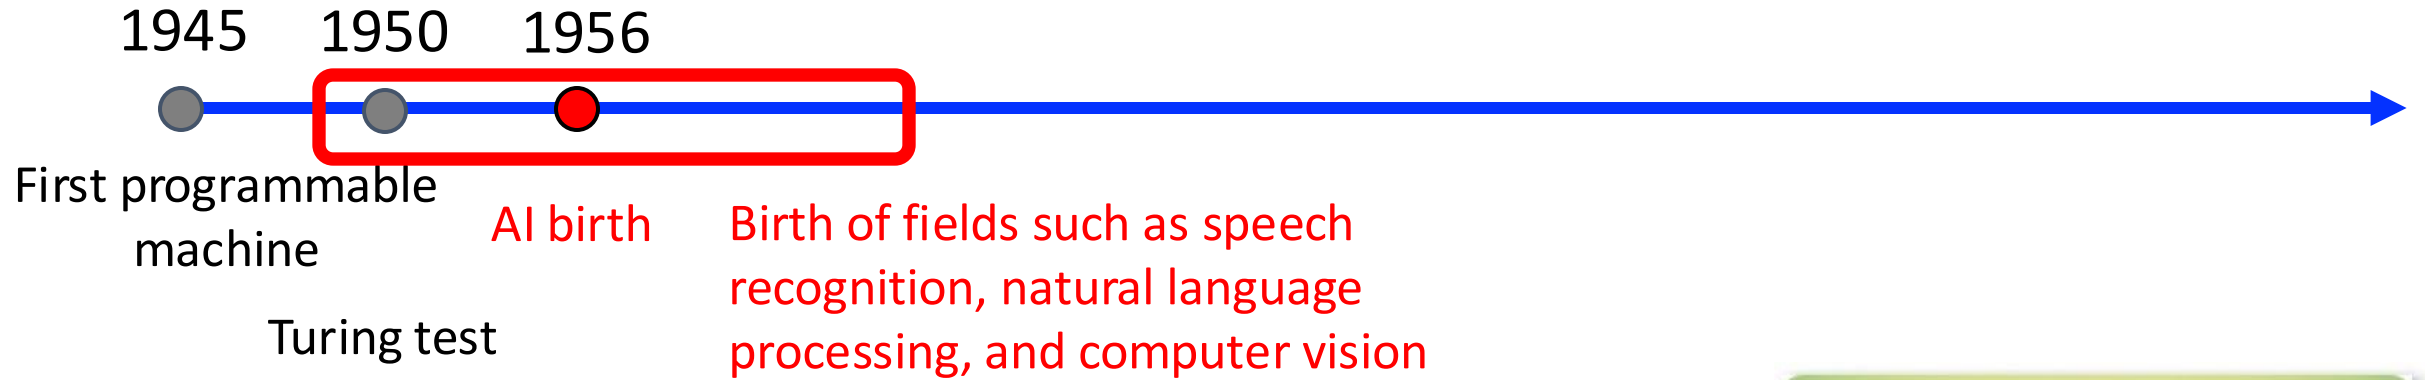 1945 1950 1956
First programmable
machine
Turing test
AI birth
Birth of fields such as speech
recognition, natural language
processing, and computer vision